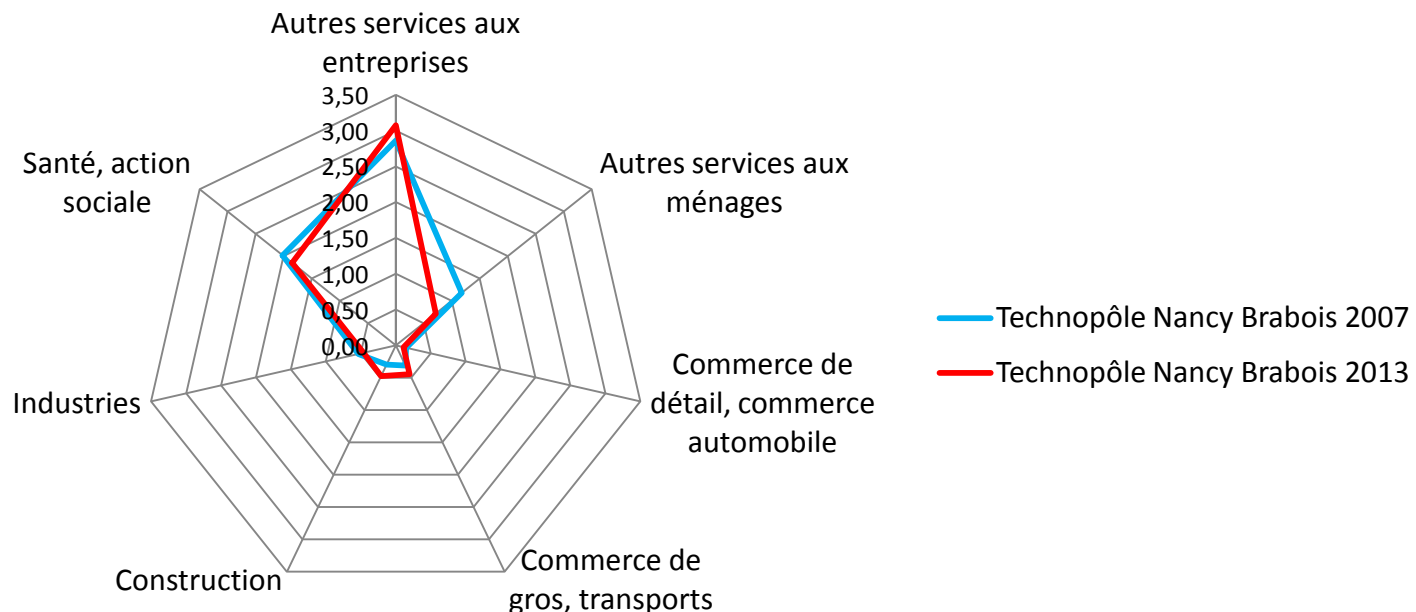 Autres services aux
entreprises
3,50
3,00
2,50
2,00
1,50
1,00
0,50
0,00
Autres services aux
ménages
Commerce de
détail, commerce
automobile
Commerce de
gros, transports
Construction
Industries
Santé, action
sociale
Technopôle Nancy Brabois 2007
Technopôle Nancy Brabois 2013